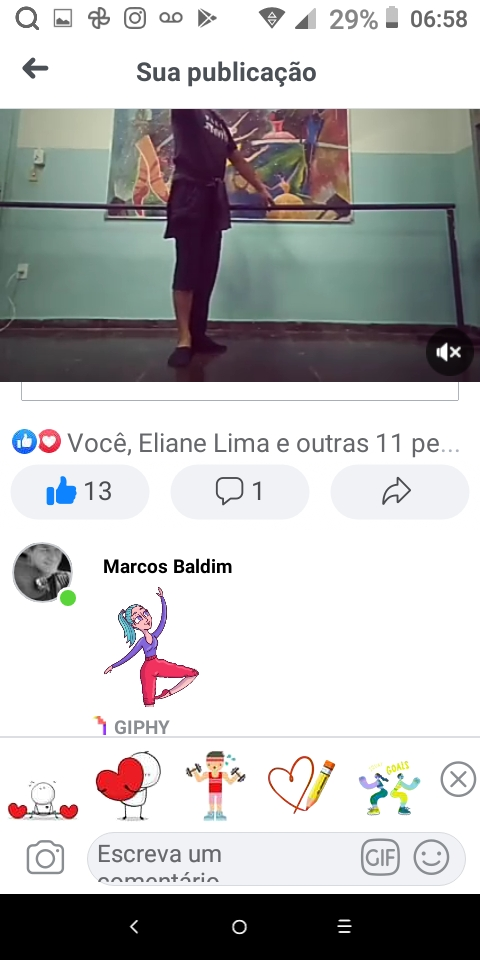 29% 06:58
Sua publicação
Você, Eliane Lima e outras 11 pe...
13
1
Marcos Baldim
GIPHY
GOALS
Escreva um
comentário
GIF